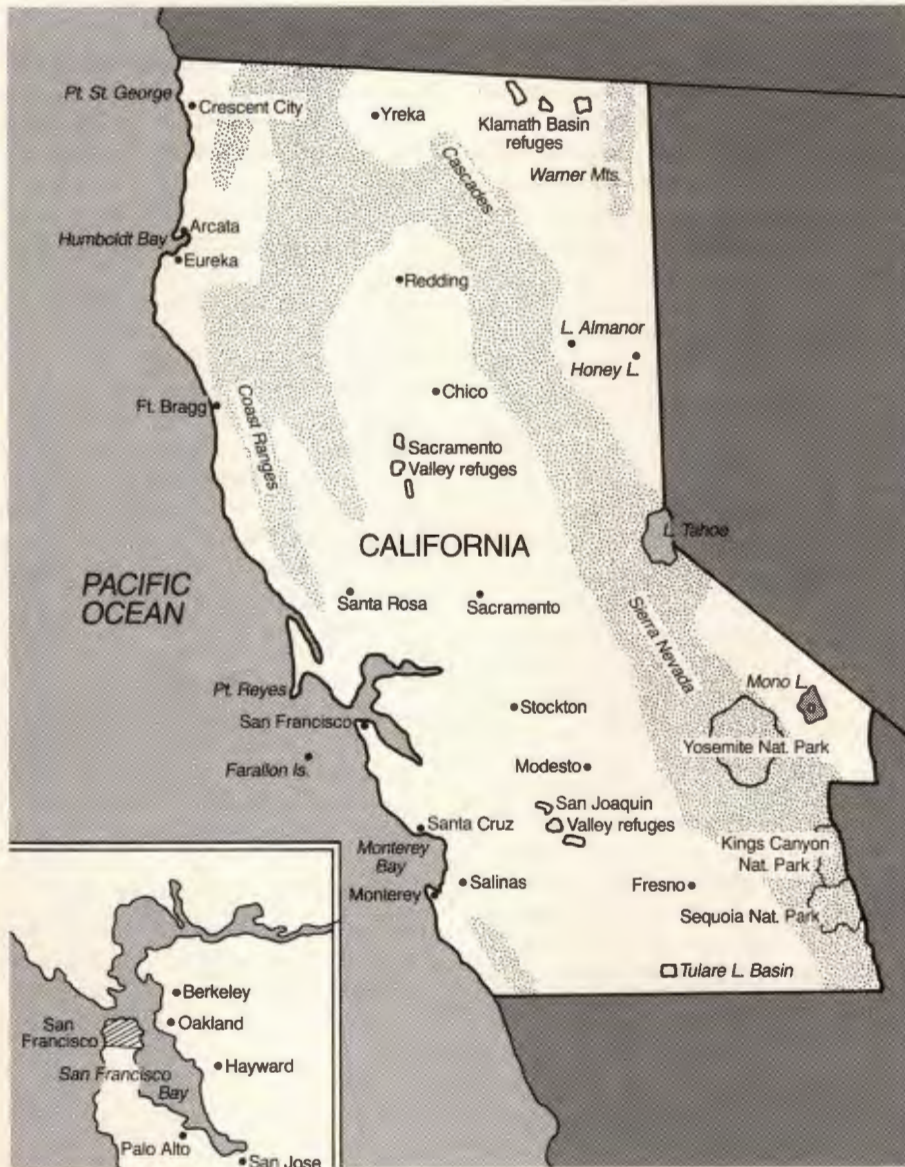 Pt. St. George
Crescent City
Yreka
Klamath Basin
refuges
Cascades
Warner Mts.
Arcata
Humboldt Bay
Eureka
Redding
L. Almanor
Honey L.
Chico
Ft. Bragg
Coast Ranges
Sacramento
Valley refuges
L. Tahoe
CALIFORNIA
PACIFIC
OCEAN
Santa Rosa
Sacramento
Sierra Nevada
Mono L.
Pt. Reyes
San Francisco
Stockton
Yosemite Nat. Park
Farallon Is.
Modesto
San Joaquin
Valley refuges
Santa Cruz
Monterey
Bay
Kings Canyon
Nat. Park
Salinas
Monterey
Fresno
Sequoia Nat. Park
Tulare L. Basin
Berkeley
Oakland
San
Francisco
Hayward
San Francisco
Bay
Palo Alto
San Jose